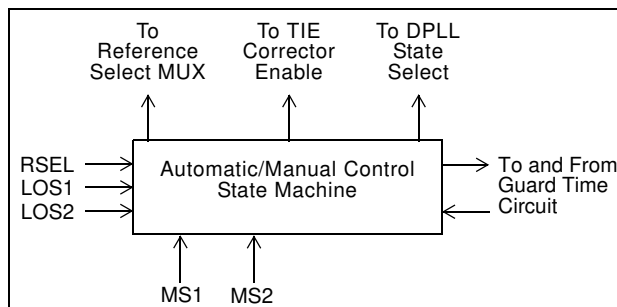 To
Reference
Select MUX
To TIE
Corrector
Enable
To DPLL
State
Select
RSEL
LOS1
LOS2
Automatic/Manual Control
State Machine
To and From
Guard Time
Circuit
MS1
MS2